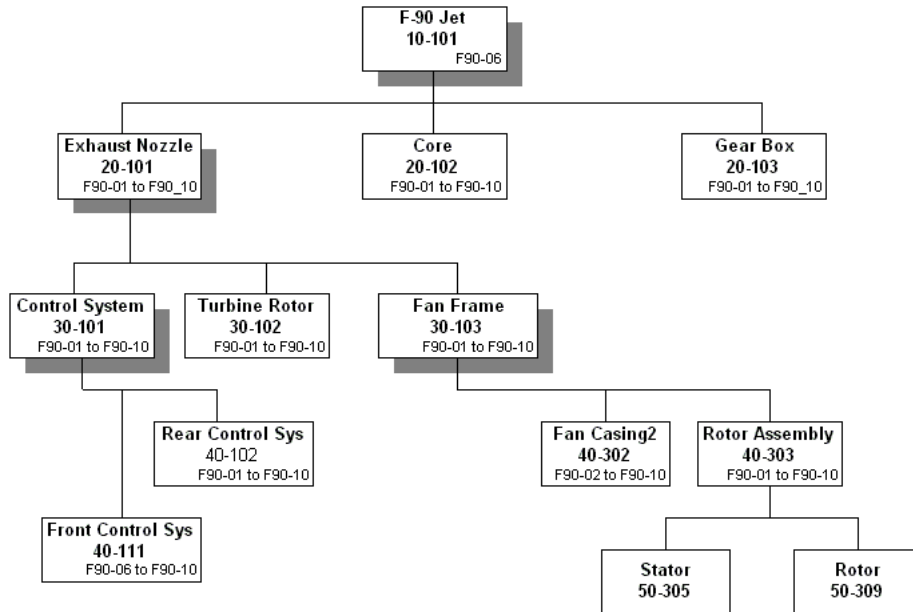 F-90 Jet
10-101
F90-06
Exhaust Nozzle
20-101
F90-01 to F90_10
Core
20-102
F90-01 to F90-10
Gear Box
20-103
F90-01 to F90_10
Control System
30-101
F90-01 to F90-10
Turbine Rotor
30-102
F90-01 to F90-10
Fan Frame
30-103
F90-01 to F90-10
Rear Control Sys
40-102
F90-01 to F90-10
Fan Casing2
40-302
F90-02 to F90-10
Rotor Assembly
40-303
F90-01 to F90-10
Front Control Sys
40-111
F90-06 to F90-10
Stator
50-305
Rotor
50-309